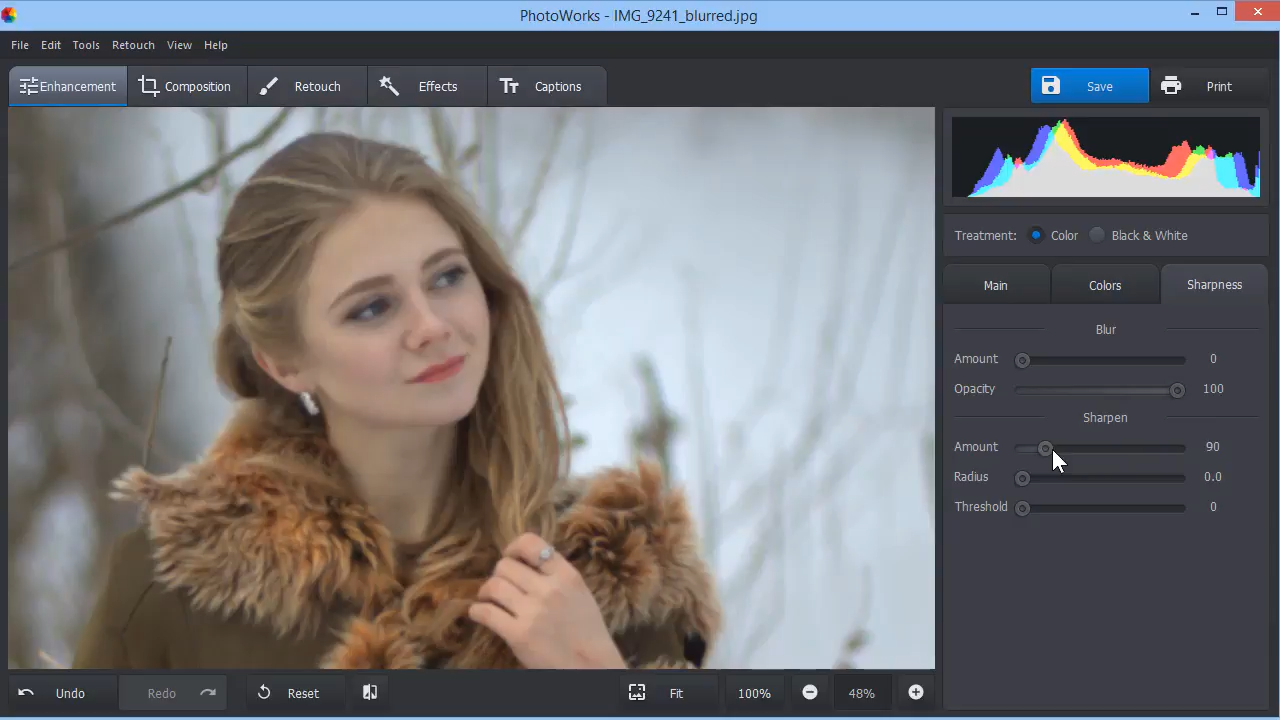 PhotoWorks - IMG_9241_blurred.jpg
File Edit Tools Retouch View Help
Enhancement Composition Retouch Effects Captions Save Print
Treatment: Color Black & White
Main Colors Sharpness
Blur
Amount 0
Opacity 100
Sharpen
Amount 90
Radius 0.0
Threshold 0
Undo Redo Reset Fit 100% 48%